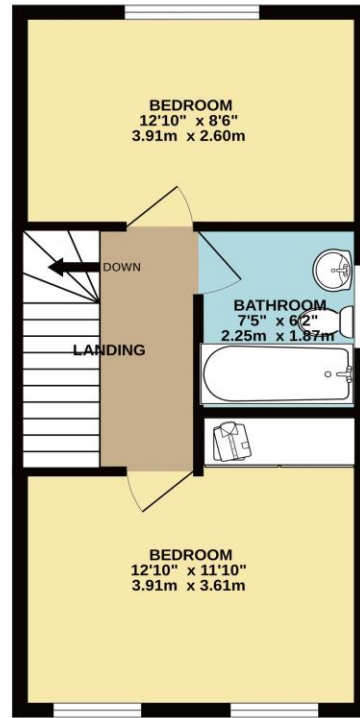 BEDROOM
12'10" x 8'6"
3.91m x 2.60m
DOWN
BATHROOM
7'5" x 6'2"
2.25m x 1.87m
LANDING
BEDROOM
12'10" x 11'10"
3.91m x 3.61m